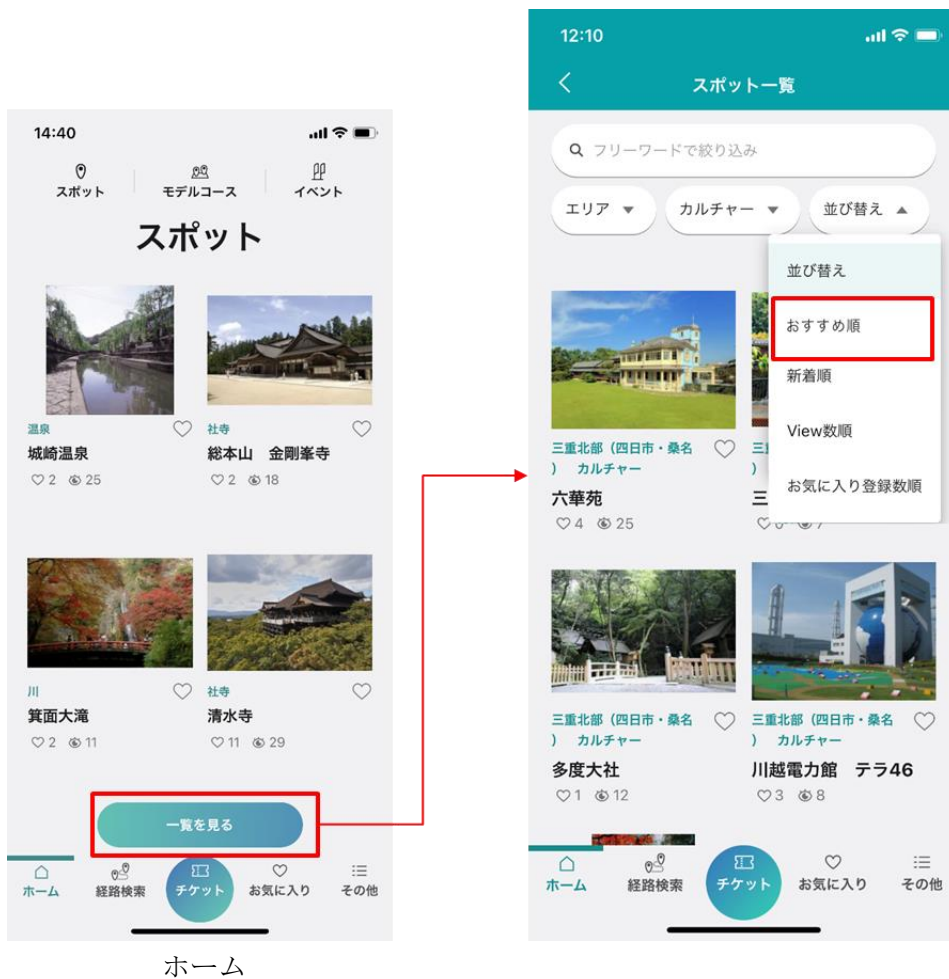 14:40
スポット
モデルコース
イベント
スポット
温泉
城崎温泉
2 25
社寺
総本山 金剛峯寺
2 18
川
箕面大滝
2 11
社寺
清水寺
11 29
一覧を見る
ホーム
経路検索
チケット
お気に入り
その他
ホーム
12:10
スポット一覧
フリーワードで絞り込み
エリア
カルチャー
並び替え
並び替え
おすすめ順
新着順
View数順
お気に入り登録数順
三重北部（四日市・桑名
） カルチャー
六華苑
4 25
三
）
三
7
三重北部（四日市・桑名
） カルチャー
多度大社
1 12
三重北部（四日市・桑名
） カルチャー
川越電力館 テラ46
3 8
ホーム
経路検索
チケット
お気に入り
その他